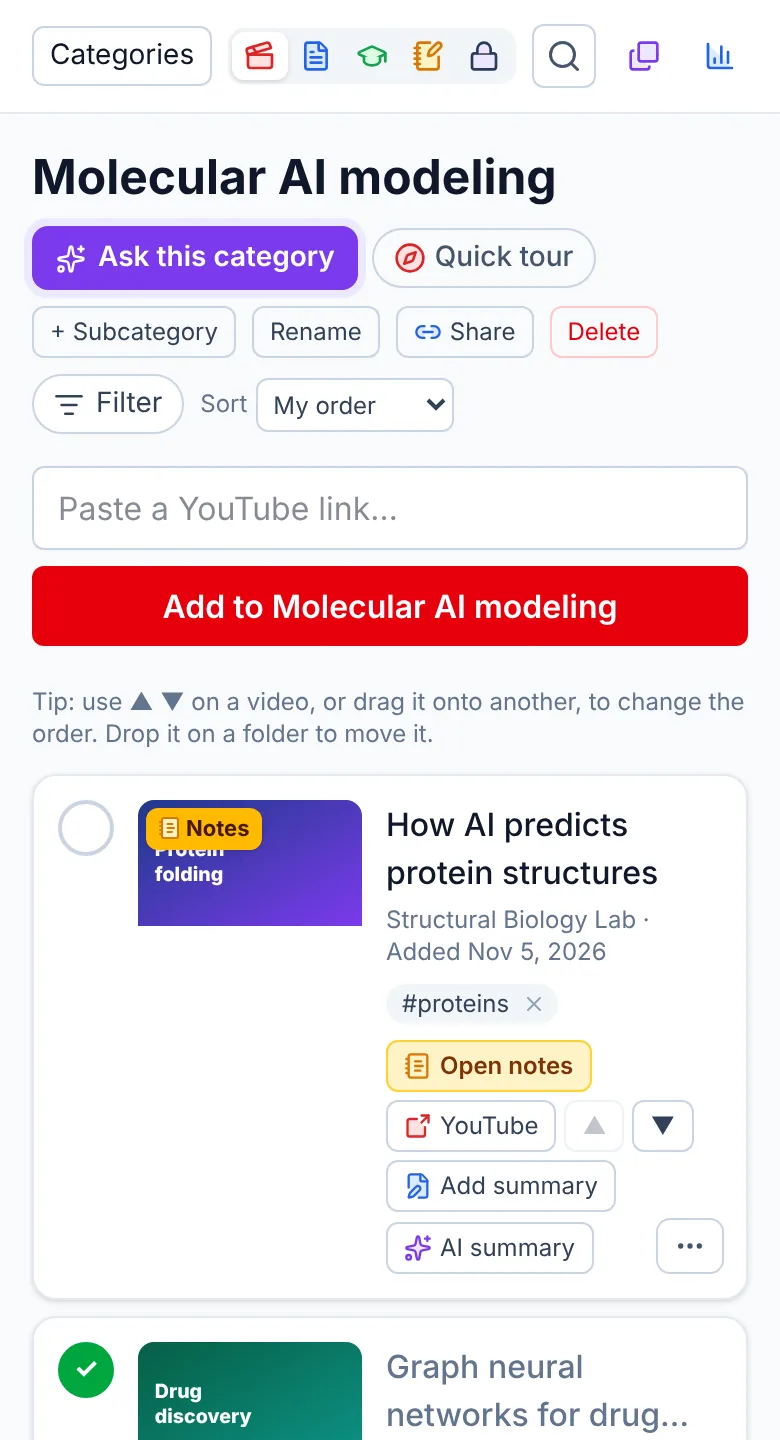 Categories
Molecular AI modeling
Ask this category
Quick tour
+ Subcategory
Rename
Share
Delete
Filter
Sort
My order
Paste a YouTube link...
Add to Molecular AI modeling
Tip: use ▲ ▼ on a video, or drag it onto another, to change the
order. Drop it on a folder to move it.
Notes
Protein
folding
How AI predicts
protein structures
Structural Biology Lab ·
Added Nov 5, 2026
#proteins ×
Open notes
YouTube
▲
▼
Add summary
AI summary
...
Drug
discovery
Graph neural
networks for drug...